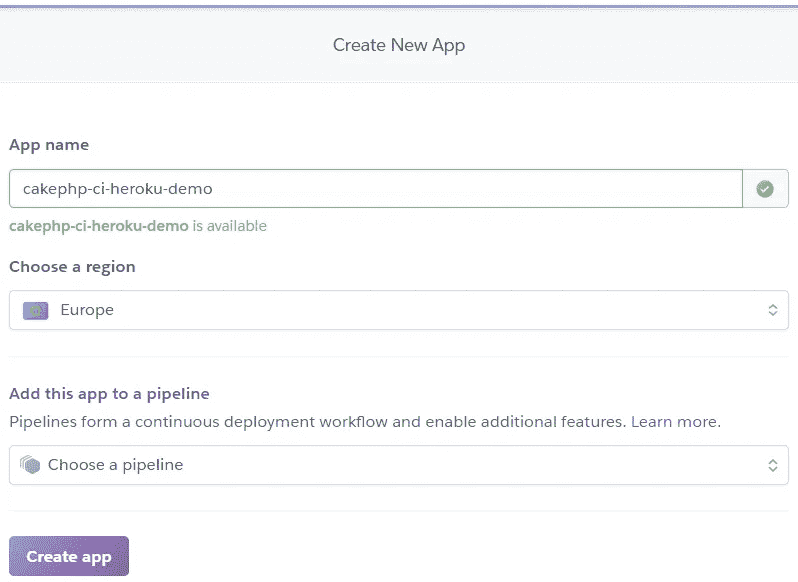 Create New App
App name
cakephp-ci-heroku-demo
cakephp-ci-heroku-demo is available
Choose a region
Europe
Add this app to a pipeline
Pipelines form a continuous deployment workflow and enable additional features. Learn more.
Choose a pipeline
Create app